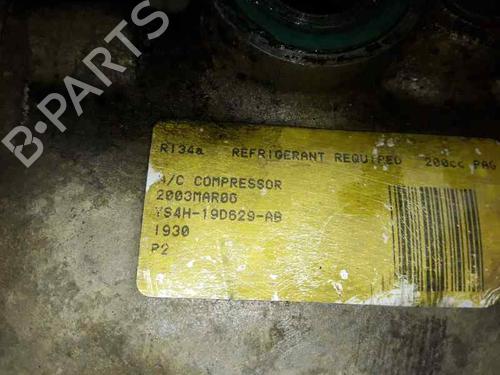 B-PARTS
R134a REFRIGERANT REQUIRED 200cc PAG
A/C COMPRESSOR
2003MAR06
YS4H-19D629-AB
1930
P2